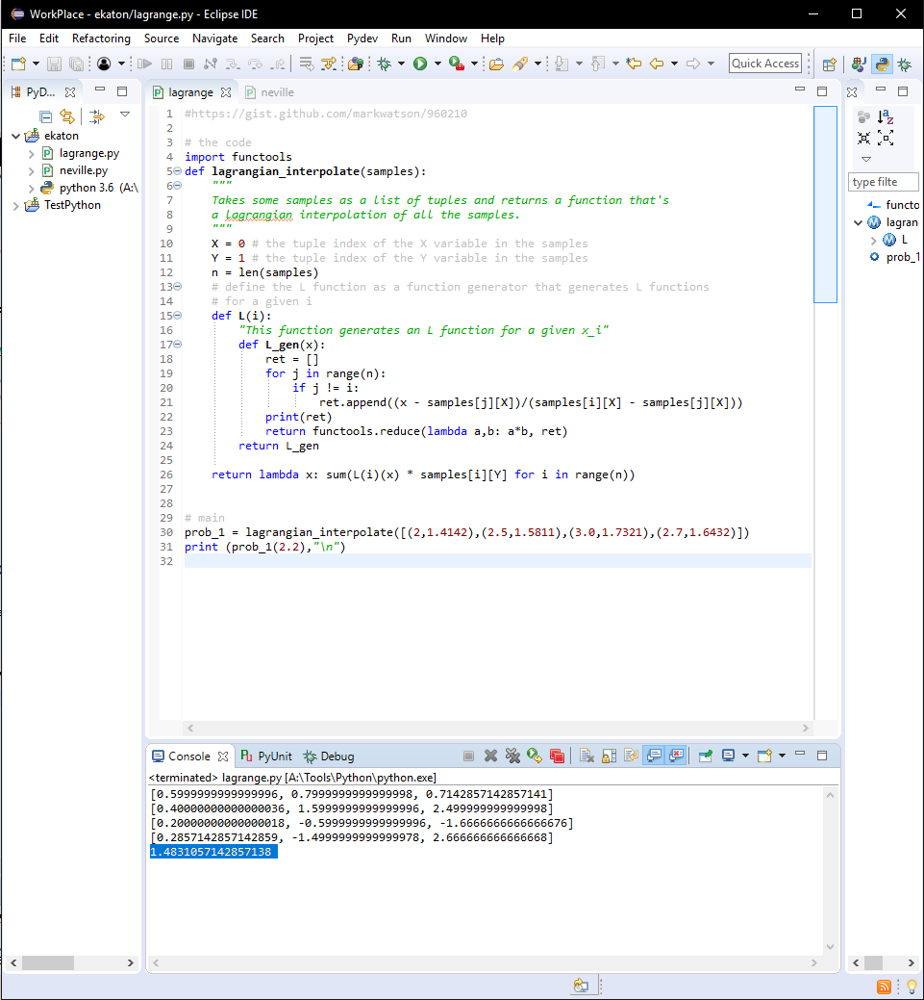 WorkPlace - ekaton/lagrange.py - Eclipse IDE
File Edit Refactoring Source Navigate Search Project Pydev Run Window Help
Quick Access
PyD...
ekaton
lagrange.py
neville.py
python 3.6 (A:\
TestPython
lagrange neville
1 #https://gist.github.com/markwatson/960210
2
3 # the code
4 import functools
5 def lagrangian_interpolate(samples):
6 """
7 Takes some samples as a list of tuples and returns a function that's
8 a lagrangian interpolation of all the samples.
9 """
10 X = 0 # the tuple index of the X variable in the samples
11 Y = 1 # the tuple index of the Y variable in the samples
12 n = len(samples)
13 # define the L function as a function generator that generates L functions
14 # for a given i
15 def L(i):
16 "This function generates an L function for a given x_i"
17 def L_gen(x):
18 ret = []
19 for j in range(n):
20 if j != i:
21 ret.append((x - samples[j][X])/(samples[i][X] - samples[j][X]))
22 print(ret)
23 return functools.reduce(lambda a,b: a*b, ret)
24 return L_gen
25
26 return lambda x: sum(L(i)(x) * samples[i][Y] for i in range(n))
27
28
29 # main
30 prob_1 = lagrangian_interpolate([(2,1.4142),(2.5,1.5811),(3.0,1.7321),(2.7,1.6432)])
31 print (prob_1(2.2),"\n")
32
type filte
functo
lagran
L
prob_1
Console PyUnit Debug
<terminated> lagrange.py [A:\Tools\Python\python.exe]
[0.5999999999999996, 0.7999999999999998, 0.7142857142857141]
[0.40000000000000036, 1.5999999999999996, 2.499999999999998]
[0.20000000000000018, -0.5999999999999996, -1.6666666666666676]
[0.2857142857142859, -1.4999999999999978, 2.666666666666668]
1.4831057142857138